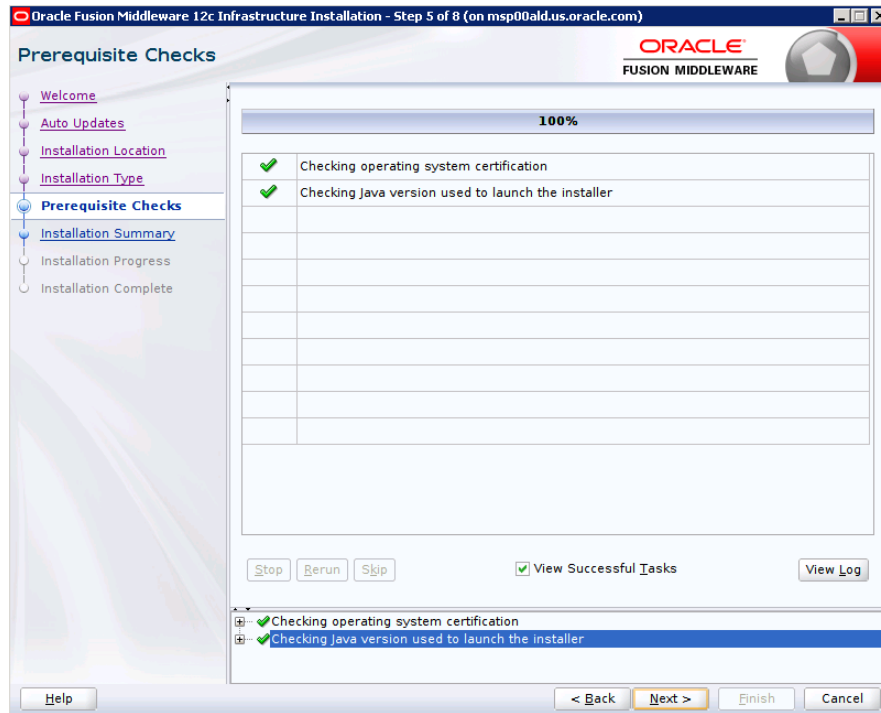 Oracle Fusion Middleware 12c Infrastructure Installation - Step 5 of 8 (on msp00ald.us.oracle.com)
Prerequisite Checks
ORACLE
FUSION MIDDLEWARE
Welcome
Auto Updates
Installation Location
Installation Type
Prerequisite Checks
Installation Summary
Installation Progress
Installation Complete
100%
Checking operating system certification
Checking Java version used to launch the installer
Stop Rerun Skip View Successful Tasks View Log
Checking operating system certification
Checking Java version used to launch the installer
Help < Back Next > Finish Cancel